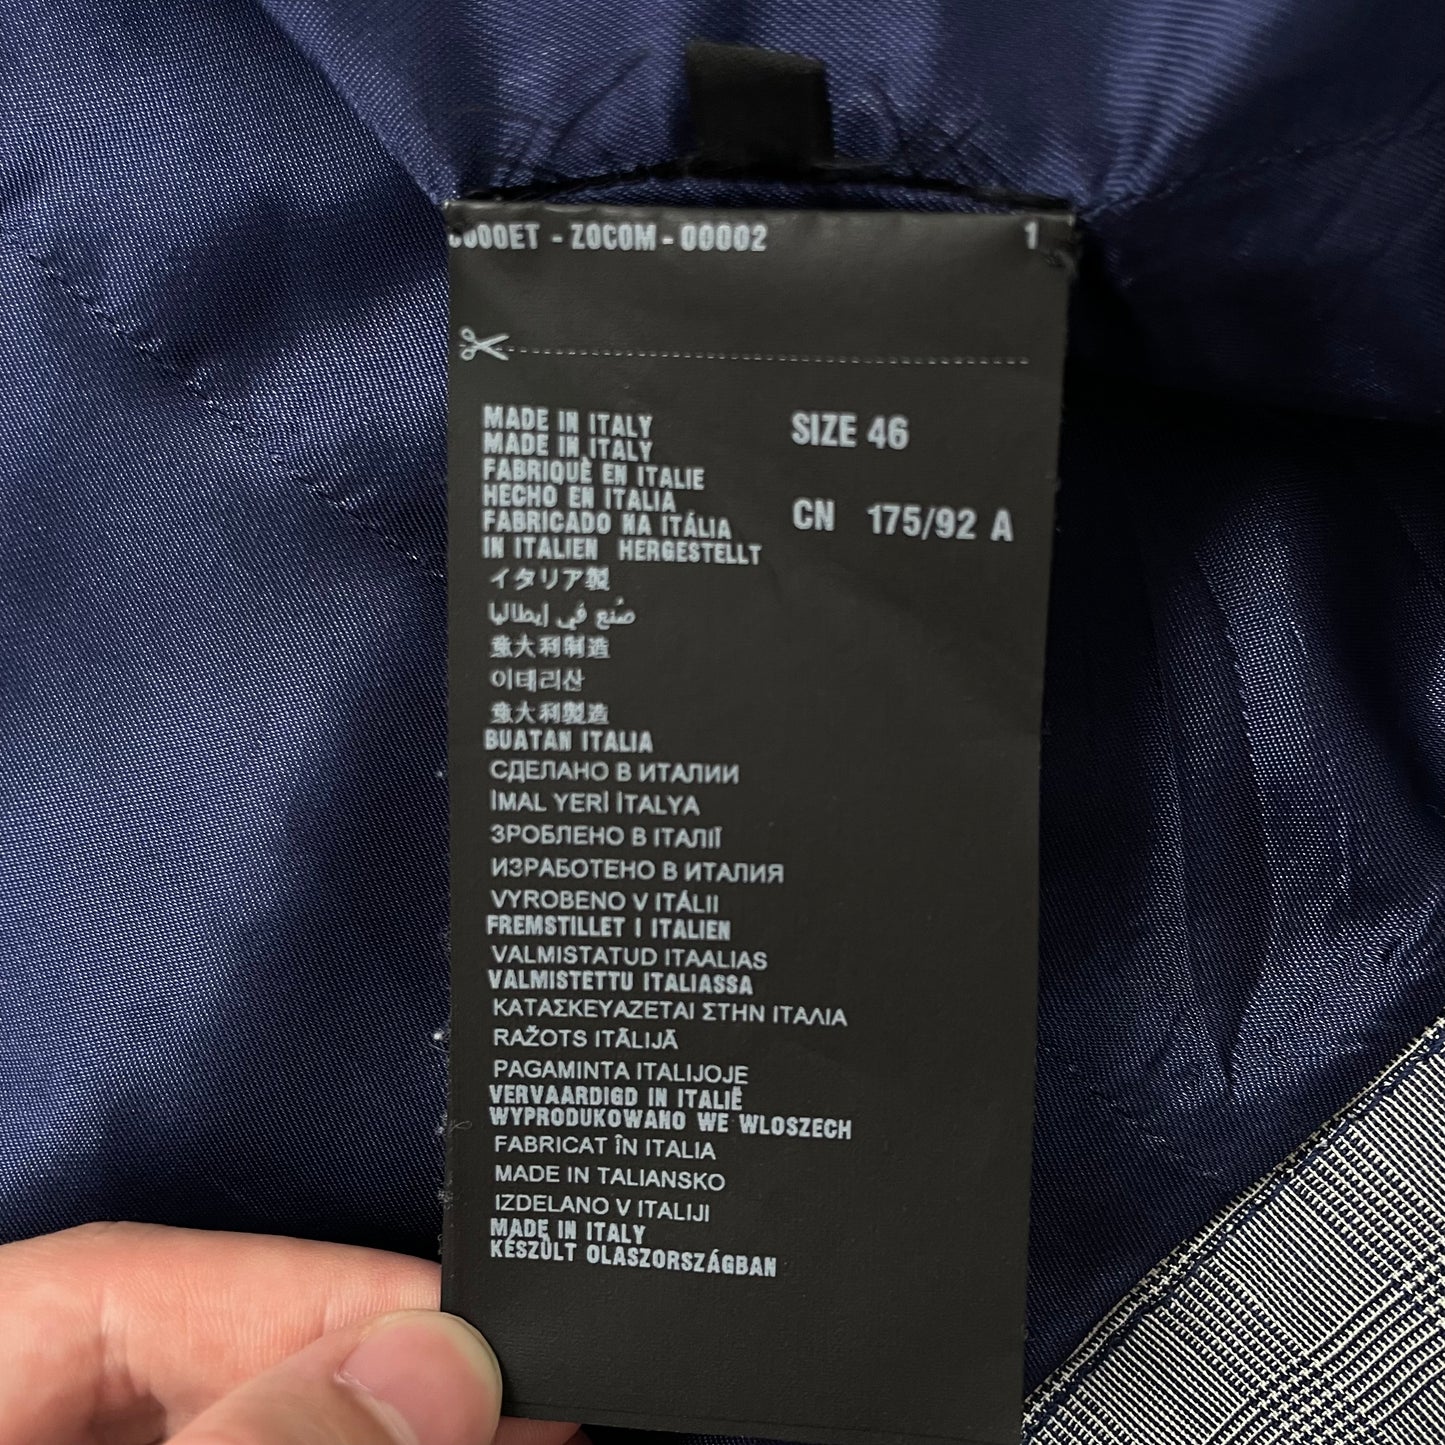 000ET - ZOCOM - 00002 1
MADE IN ITALY
MADE IN ITALY
FABRIQUÈ EN ITALIE
HECHO EN ITALIA
FABRICADO NA ITÁLIA
IN ITALIEN HERGESTELLT
イタリア製
صُنع في إيطاليا
意大利制造
이테리산
意大利製造
BUATAN ITALIA
СДЕЛАНО В ИТАЛИИ
İMAL YERİ İTALYA
ЗРОБЛЕНО В ІТАЛІЇ
ИЗРАБОТЕНО В ИТАЛИЯ
VYROBENO V ITÁLII
FREMSTILLET I ITALIEN
VALMISTATUD ITAALIAS
VALMISTETTU ITALIASSA
ΚΑΤΑΣΚΕΥΑΖΕΤΑΙ ΣΤΗΝ ΙΤΑΛΙΑ
RAŽOTS ITĀLIJĀ
PAGAMINTA ITALIJOJE
VERVAARDIGD IN ITALIË
WYPRODUKOWANO WE WLOSZECH
FABRICAT ÎN ITALIA
MADE IN TALIANSKO
IZDELANO V ITALIJI
MADE IN ITALY
KÉSZÜLT OLASZORSZÁGBAN
SIZE 46
CN 175/92 A